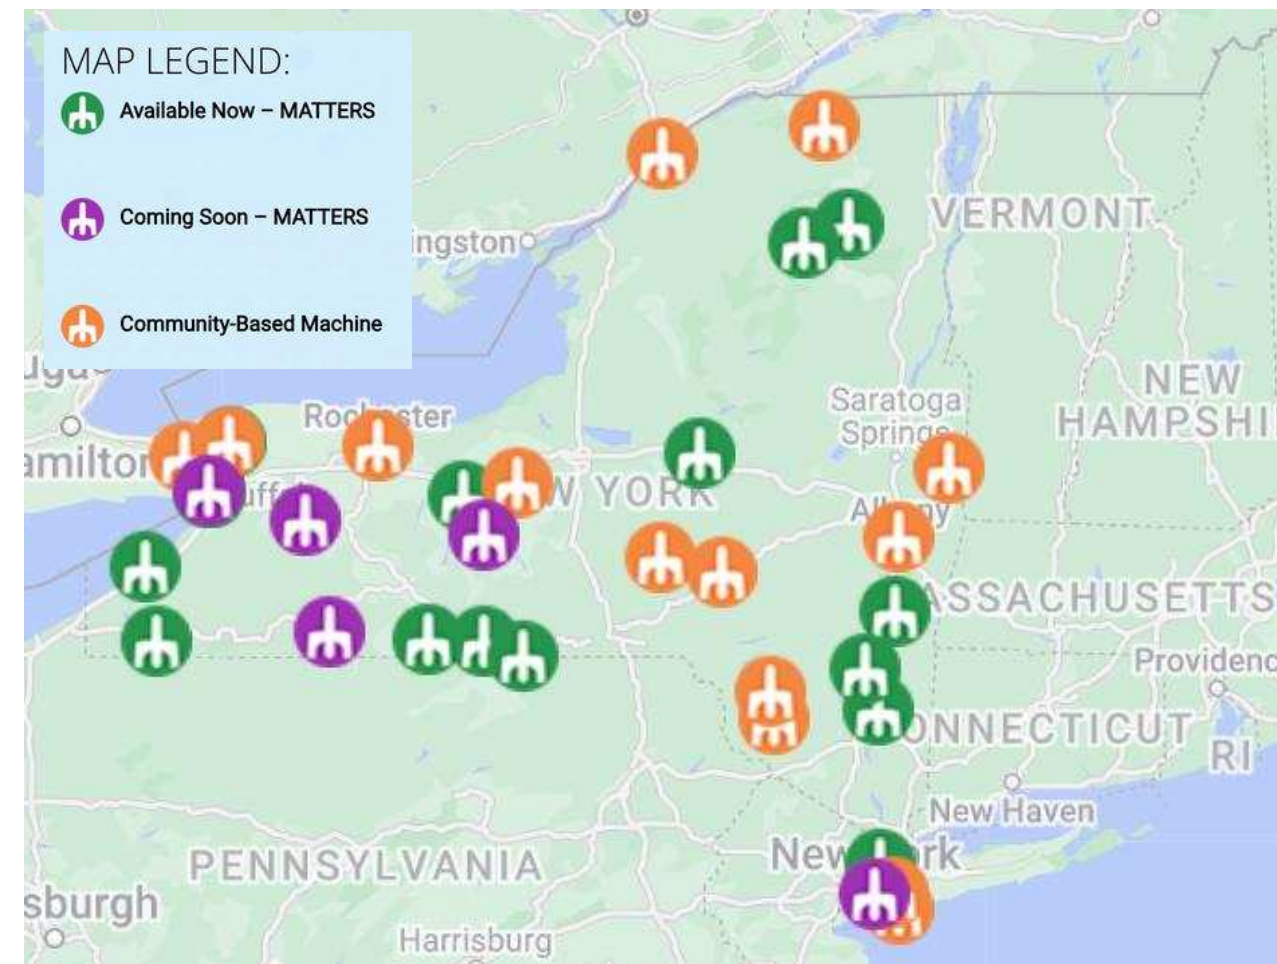 MAP LEGEND:
Available Now – MATTERS
Coming Soon – MATTERS
Community-Based Machine
VERMONT
ingston
NEW
HAMPSHI
Saratoga
Springs
Albany
Rochester
amilton
W YORK
ASSACHUSETTS
Providenc
ONNECTICUT
RI
New Haven
PENNSYLVANIA
sburgh
Harrisburg